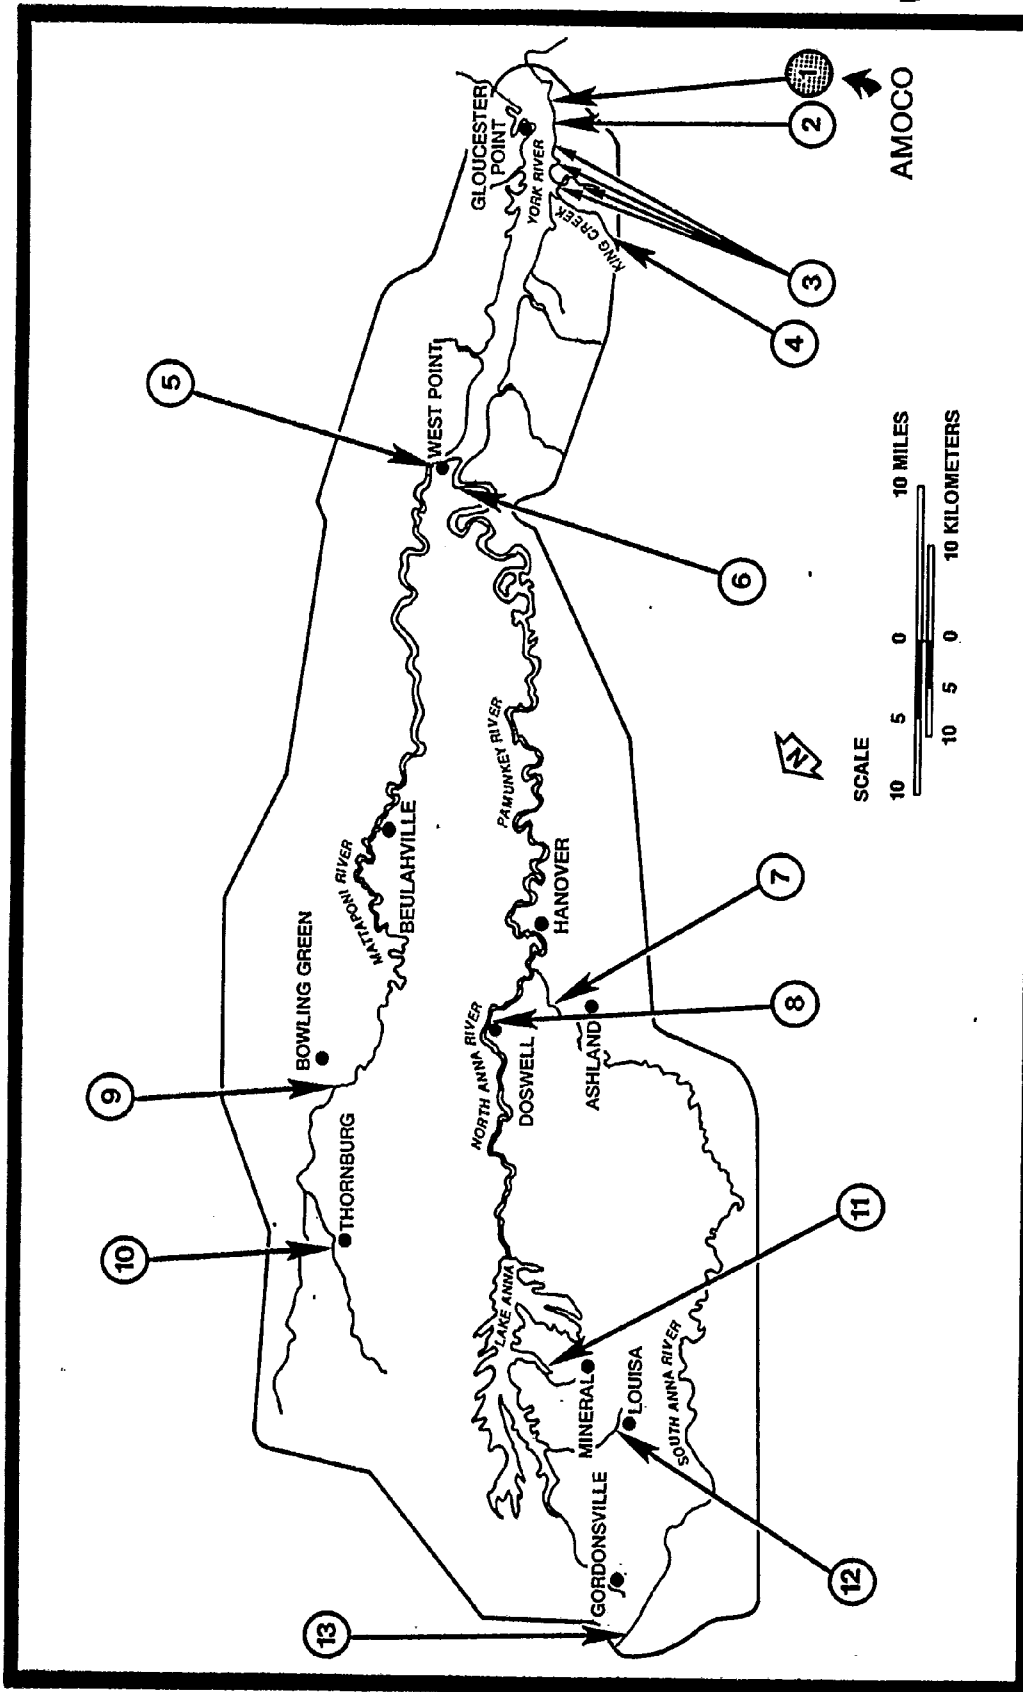 GLOUCESTER
POINT
YORK RIVER
KING CREEK
1
AMOCO
2
3
4
5
WEST POINT
6
MATTAPONI RIVER
BEULAHVILLE
PAMUNKEY RIVER
HANOVER
7
BOWLING GREEN
NORTH ANNA RIVER
DOSWELL
8
ASHLAND
9
THORNBURG
10
LAKE ANNA
11
MINERAL
LOUISA
SOUTH ANNA RIVER
12
GORDONSVILLE
13
N
SCALE
10 5 0 10 MILES
10 5 0 10 KILOMETERS